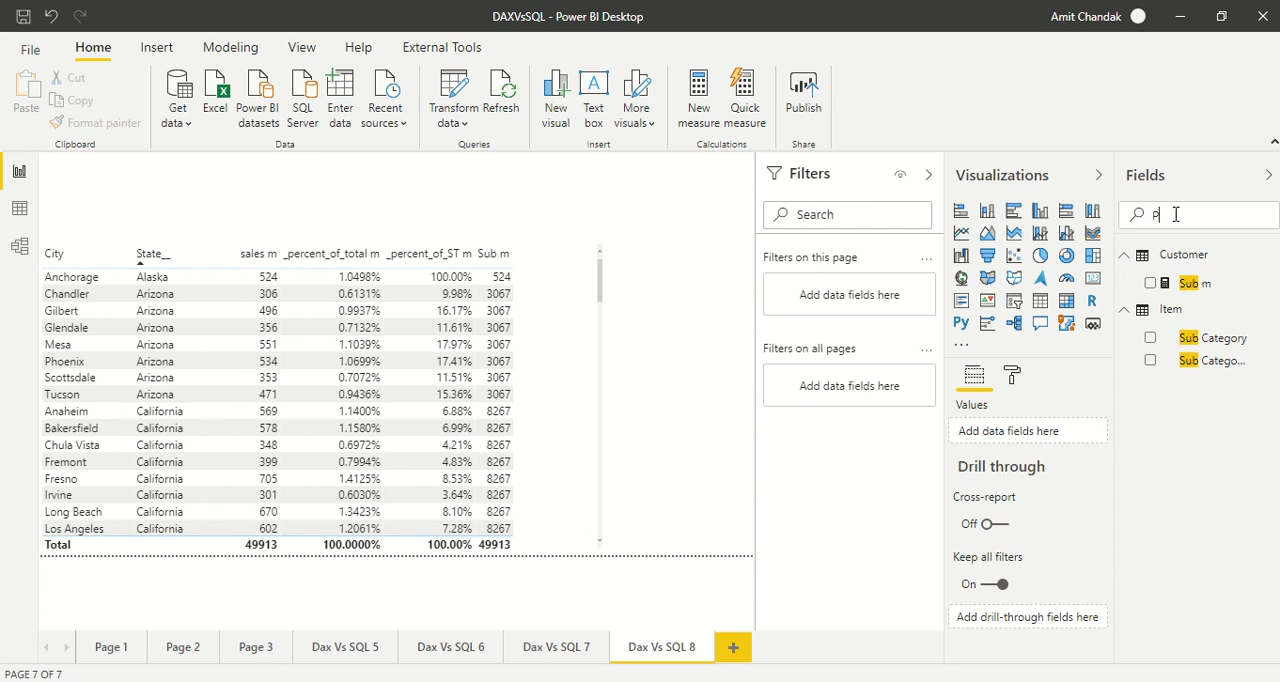 DAXVsSQL - Power BI Desktop
Amit Chandak
File Home Insert Modeling View Help External Tools
Paste
Cut
Copy
Format painter
Clipboard
Get data
Excel
Power BI datasets
SQL Server
Enter data
Recent sources
Data
Transform data
Refresh
Queries
New visual
Text box
More visuals
Insert
New measure
Quick measure
Calculations
Publish
Share
City State__ sales m _percent_of_total m _percent_of_ST m Sub m
Anchorage Alaska 524 1.0498% 100.00% 524
Chandler Arizona 306 0.6131% 9.98% 3067
Gilbert Arizona 496 0.9937% 16.17% 3067
Glendale Arizona 356 0.7132% 11.61% 3067
Mesa Arizona 551 1.1039% 17.97% 3067
Phoenix Arizona 534 1.0699% 17.41% 3067
Scottsdale Arizona 353 0.7072% 11.51% 3067
Tucson Arizona 471 0.9436% 15.36% 3067
Anaheim California 569 1.1400% 6.88% 8267
Bakersfield California 578 1.1580% 6.99% 8267
Chula Vista California 348 0.6972% 4.21% 8267
Fremont California 399 0.7994% 4.83% 8267
Fresno California 705 1.4125% 8.53% 8267
Irvine California 301 0.6030% 3.64% 8267
Long Beach California 670 1.3423% 8.10% 8267
Los Angeles California 602 1.2061% 7.28% 8267
Total 49913 100.0000% 100.00% 49913
Filters
Search
Filters on this page ...
Add data fields here
Filters on all pages ...
Add data fields here
Visualizations
123
R
Py
...
Values
Add data fields here
Drill through
Cross-report
Off
Keep all filters
On
Add drill-through fields here
Fields
p
Customer
Sub m
Item
Sub Category
Sub Catego...
Page 1 Page 2 Page 3 Dax Vs SQL 5 Dax Vs SQL 6 Dax Vs SQL 7 Dax Vs SQL 8 +
PAGE 7 OF 7